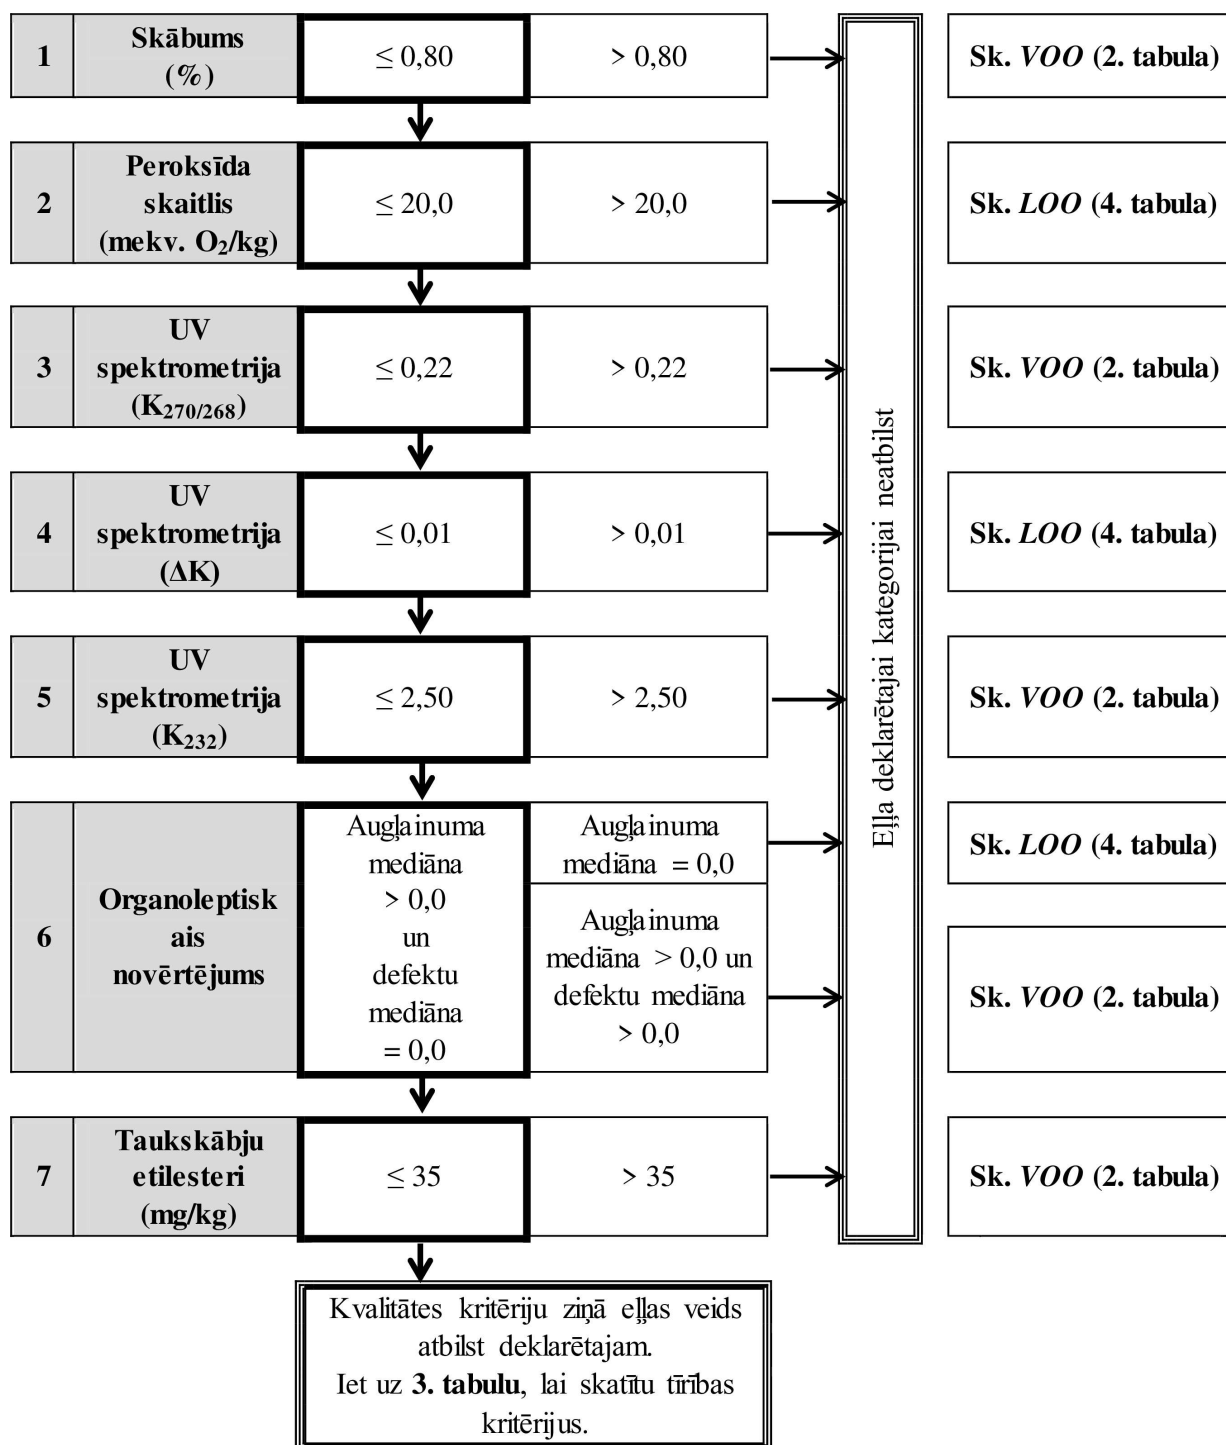 1
Skābums
(%)
≤ 0,80
> 0,80
Sk. VOO (2. tabula)
2
Peroksīda
skaitlis
(mekv. O₂/kg)
≤ 20,0
> 20,0
Sk. LOO (4. tabula)
3
UV
spektrometrija
(K₂₇₀/₂₆₈)
≤ 0,22
> 0,22
Sk. VOO (2. tabula)
4
UV
spektrometrija
(ΔK)
≤ 0,01
> 0,01
Sk. LOO (4. tabula)
5
UV
spektrometrija
(K₂₃₂)
≤ 2,50
> 2,50
Sk. VOO (2. tabula)
6
Organoleptisk
ais
novērtējums
Augļainuma
mediāna
> 0,0
un
defektu
mediāna
= 0,0
Augļainuma
mediāna = 0,0
Sk. LOO (4. tabula)
Augļainuma
mediāna > 0,0 un
defektu mediāna
> 0,0
Sk. VOO (2. tabula)
7
Taukskābju
etilesteri
(mg/kg)
≤ 35
> 35
Sk. VOO (2. tabula)
Eļļa deklarētajai kategorijai neatbilst
Kvalitātes kritēriju ziņā eļļas veids
atbilst deklarētajam.
Iet uz 3. tabulu, lai skatītu tīrības
kritērijus.